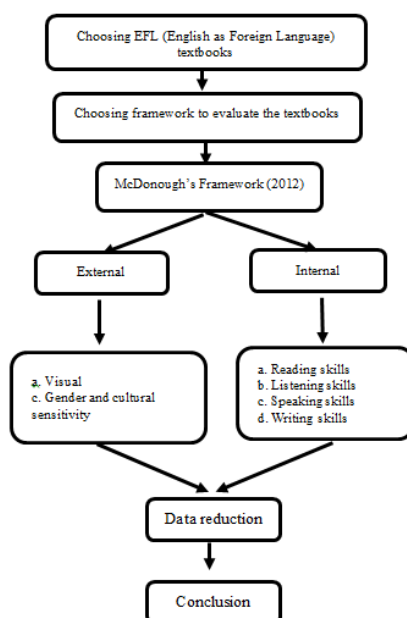 Choosing EFL (English as Foreign Language)
textbooks
Choosing framework to evaluate the textbooks
McDonough's Framework (2012)
External
Internal
a. Visual
c. Gender and cultural
sensitivity
a. Reading skills
b. Listening skills
c. Speaking skills
d. Writing skills
Data reduction
Conclusion